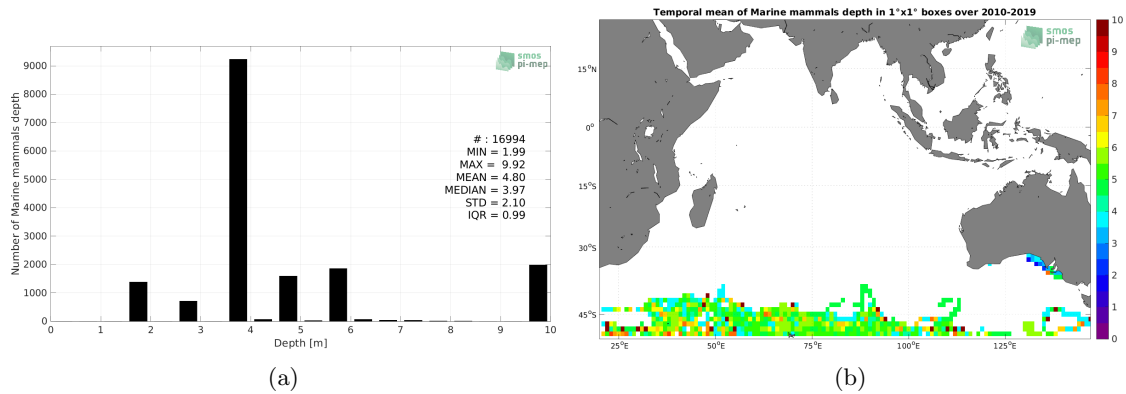 smos
pi-mep
9000
8000
7000
6000
5000
4000
3000
2000
1000
0
Number of Marine mammals depth
# : 16994
MIN = 1.99
MAX = 9.92
MEAN = 4.80
MEDIAN = 3.97
STD = 2.10
IQR = 0.99
0 1 2 3 4 5 6 7 8 9 10
Depth [m]
(a)
Temporal mean of Marine mammals depth in 1°x1° boxes over 2010-2019
smos
pi-mep
15°N
0°
15°S
30°S
45°S
25°E 50°E 75°E 100°E 125°E
10
9
8
7
6
5
4
3
2
1
0
(b)